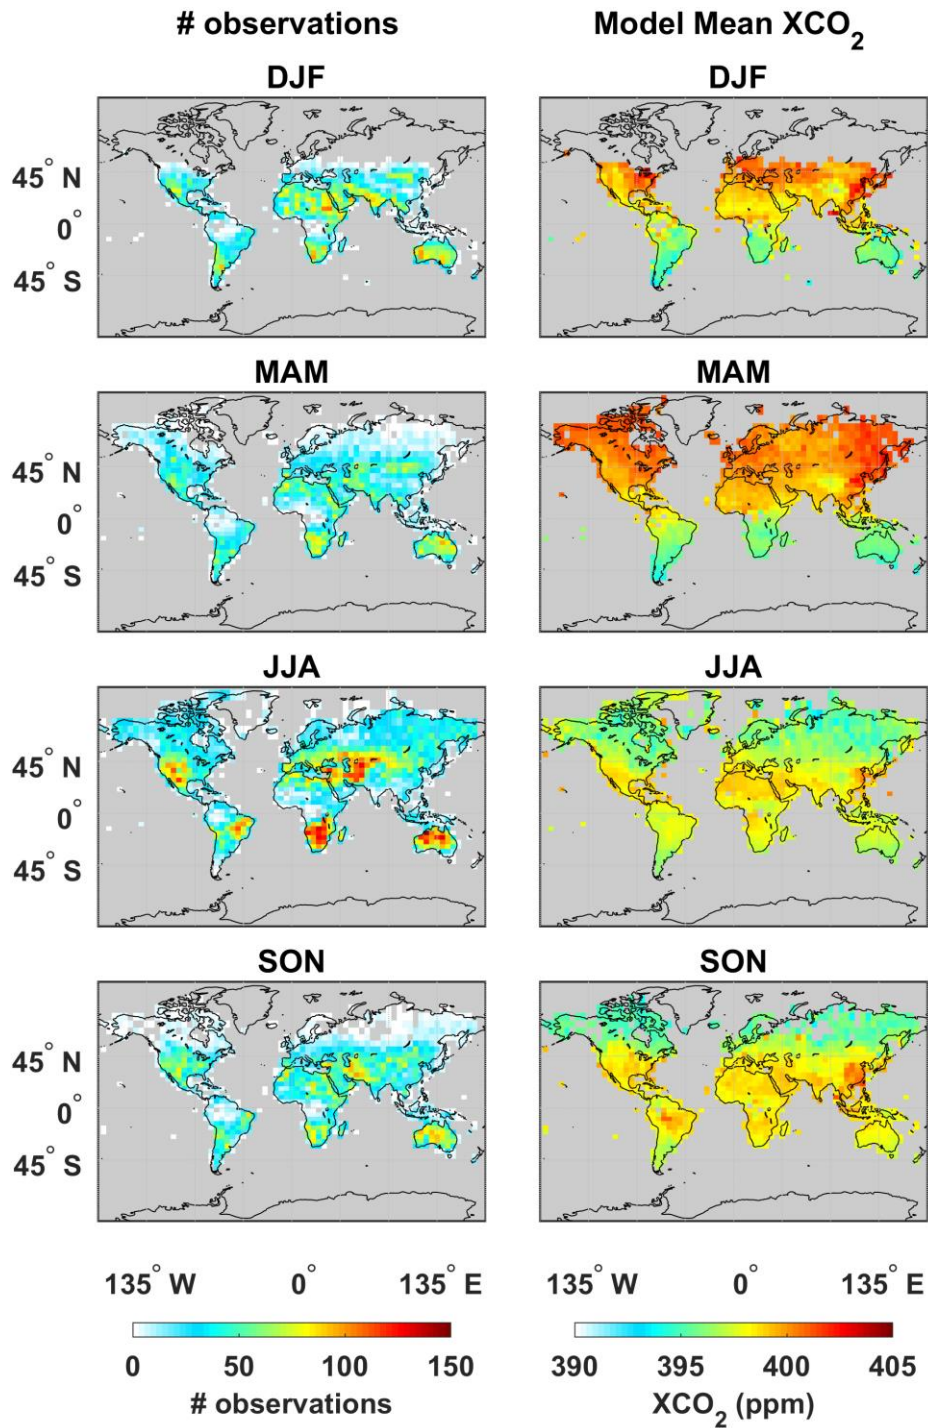 # observations Model Mean XCO₂
DJF DJF
45° N
0°
45° S
MAM MAM
45° N
0°
45° S
JJA JJA
45° N
0°
45° S
SON SON
45° N
0°
45° S
135° W 0° 135° E 135° W 0° 135° E
0 50 100 150 390 395 400 405
# observations XCO₂ (ppm)